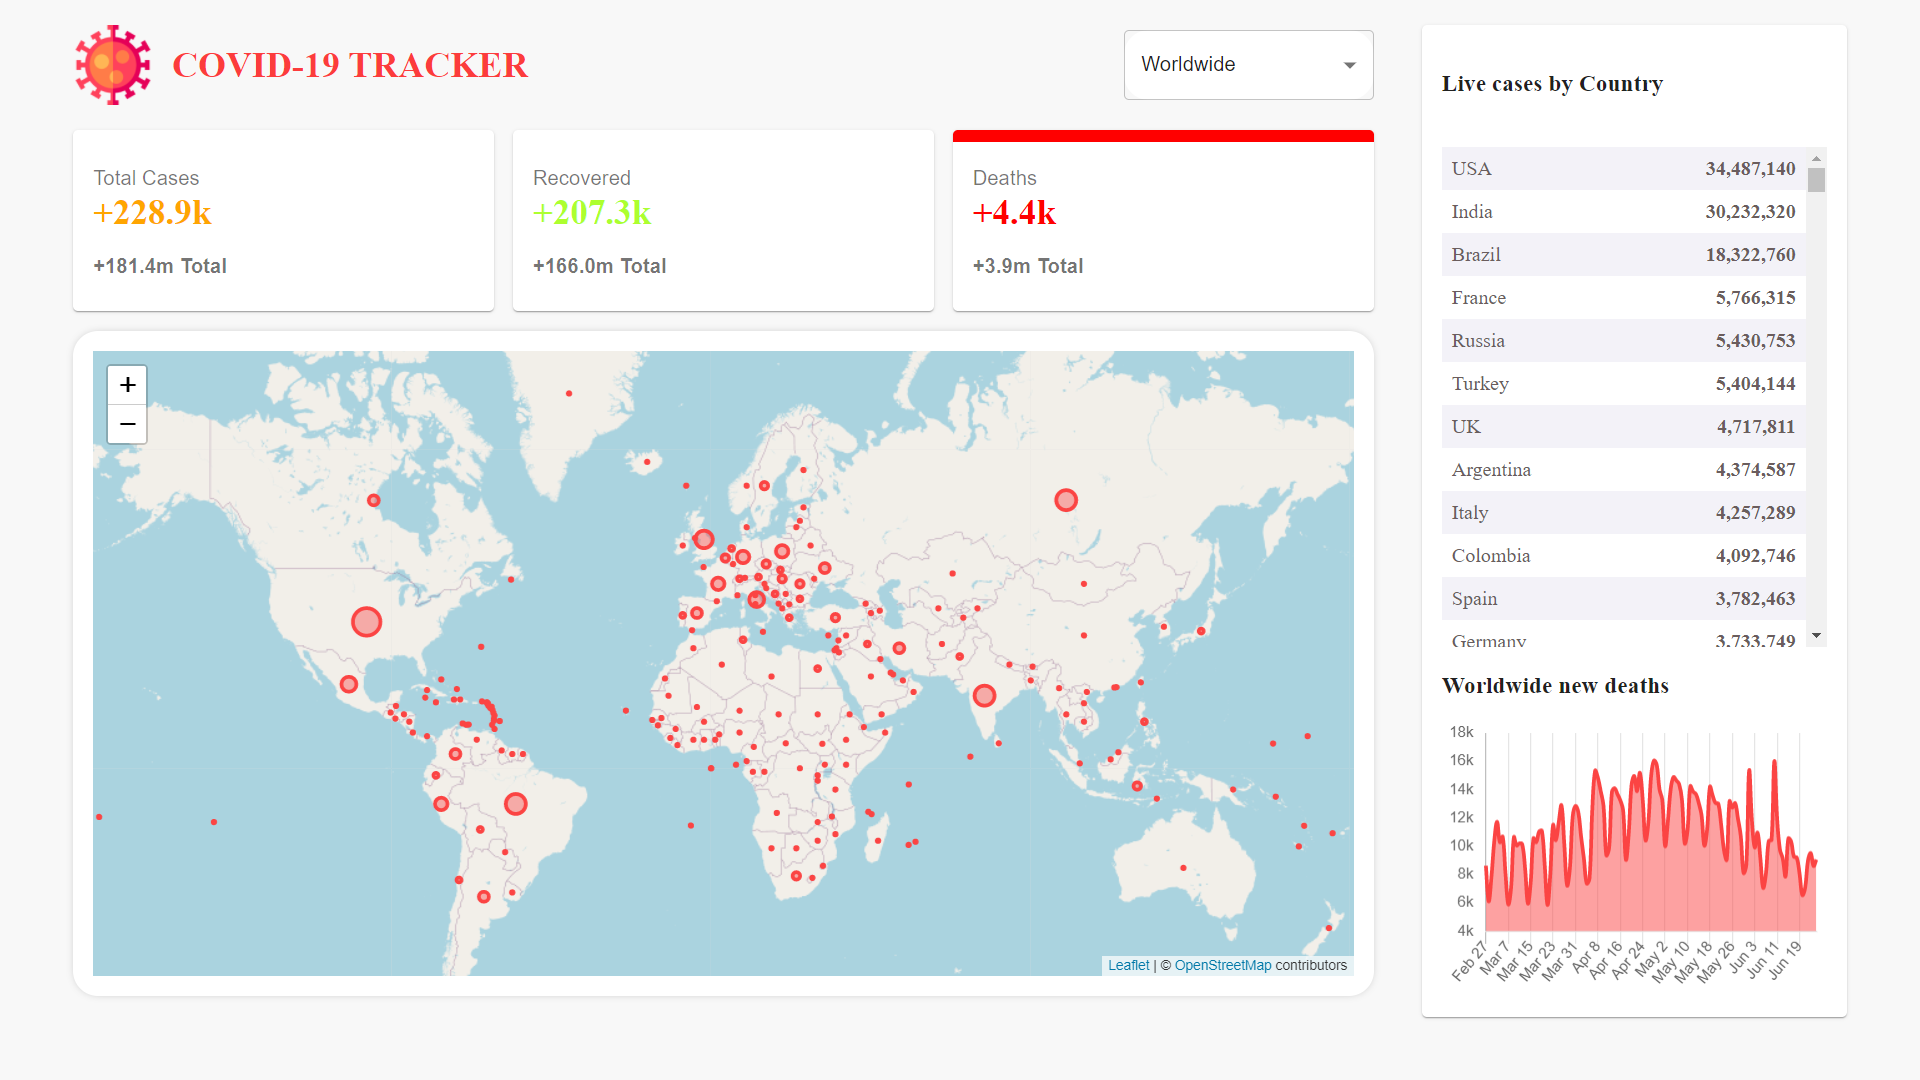 COVID-19 TRACKER
Worldwide
Total Cases
+228.9k
+181.4m Total
Recovered
+207.3k
+166.0m Total
Deaths
+4.4k
+3.9m Total
+
−
Leaflet | © OpenStreetMap contributors
Live cases by Country
USA 34,487,140
India 30,232,320
Brazil 18,322,760
France 5,766,315
Russia 5,430,753
Turkey 5,404,144
UK 4,717,811
Argentina 4,374,587
Italy 4,257,289
Colombia 4,092,746
Spain 3,782,463
Germany 3,733,749
Worldwide new deaths
18k
16k
14k
12k
10k
8k
6k
4k
Feb 27 Mar 7 Mar 15 Mar 23 Mar 31 Apr 8 Apr 16 Apr 24 May 2 May 10 May 18 May 26 Jun 3 Jun 11 Jun 19